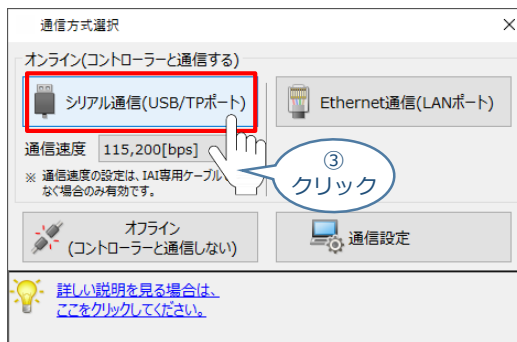 通信方式選択
オンライン(コントローラーと通信する)
シリアル通信(USB/TPポート)
Ethernet通信(LANポート)
通信速度 115,200[bps]
※ 通信速度の設定は、IAI専用ケーブル
なぐ場合のみ有効です。
③
クリック
オフライン
(コントローラーと通信しない)
通信設定
詳しい説明を見る場合は、
ここをクリックしてください。